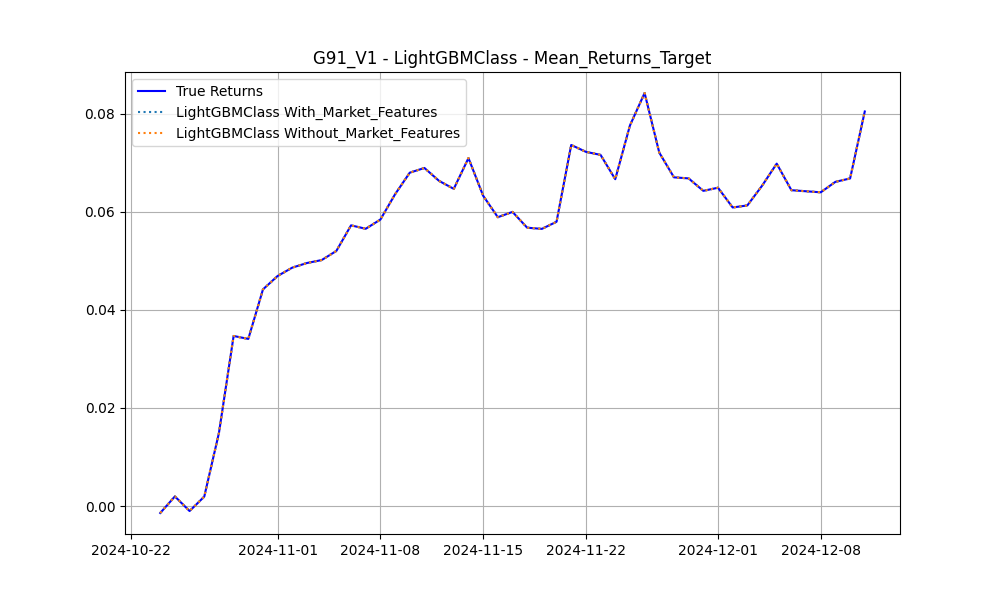 G91_V1 - LightGBMClass - Mean_Returns_Target
True Returns
LightGBMClass With_Market_Features
LightGBMClass Without_Market_Features
0.08
0.06
0.04
0.02
0.00
2024-10-22 2024-11-01 2024-11-08 2024-11-15 2024-11-22 2024-12-01 2024-12-08